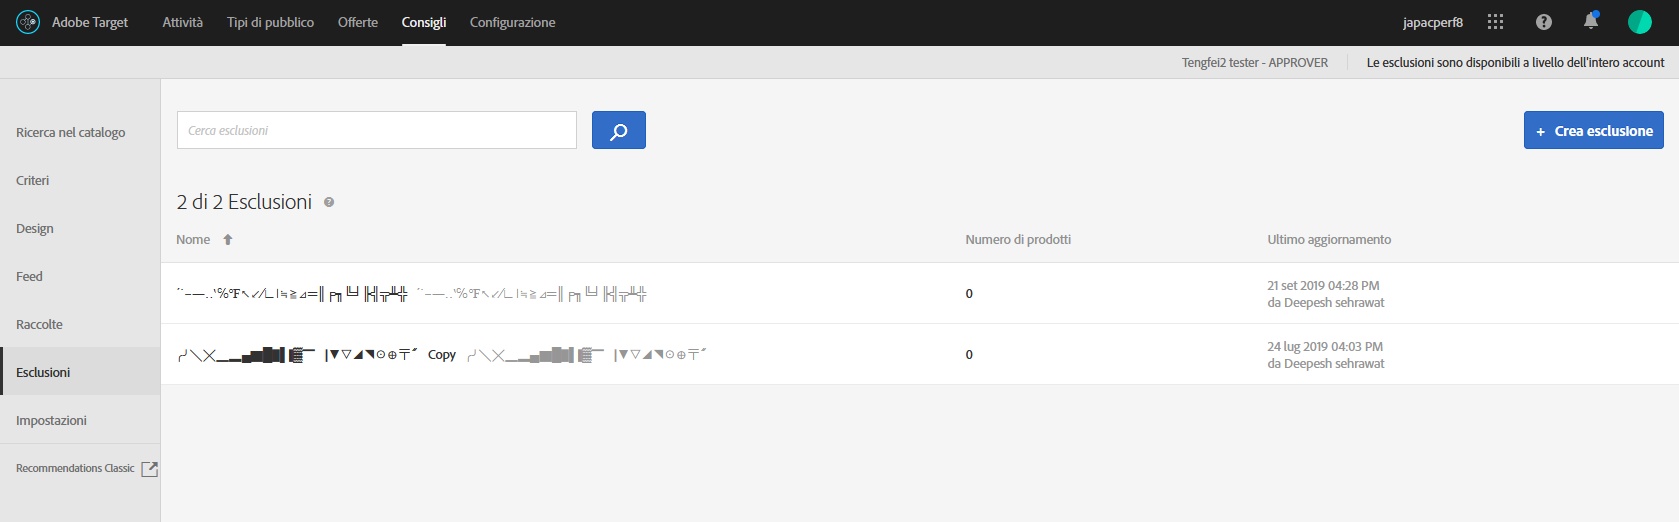 Adobe Target Attività Tipi di pubblico Offerte Consigli Configurazione japacperf8
Tengfei2 tester - APPROVER Le esclusioni sono disponibili a livello dell'intero account
Ricerca nel catalogo
Criteri
Design
Feed
Raccolte
Esclusioni
Impostazioni
Recommendations Classic
Cerca esclusioni
+ Crea esclusione
2 di 2 Esclusioni
Nome Numero di prodotti Ultimo aggiornamento
0 21 set 2019 04:28 PM
da Deepesh sehrawat
Copy 0 24 lug 2019 04:03 PM
da Deepesh sehrawat